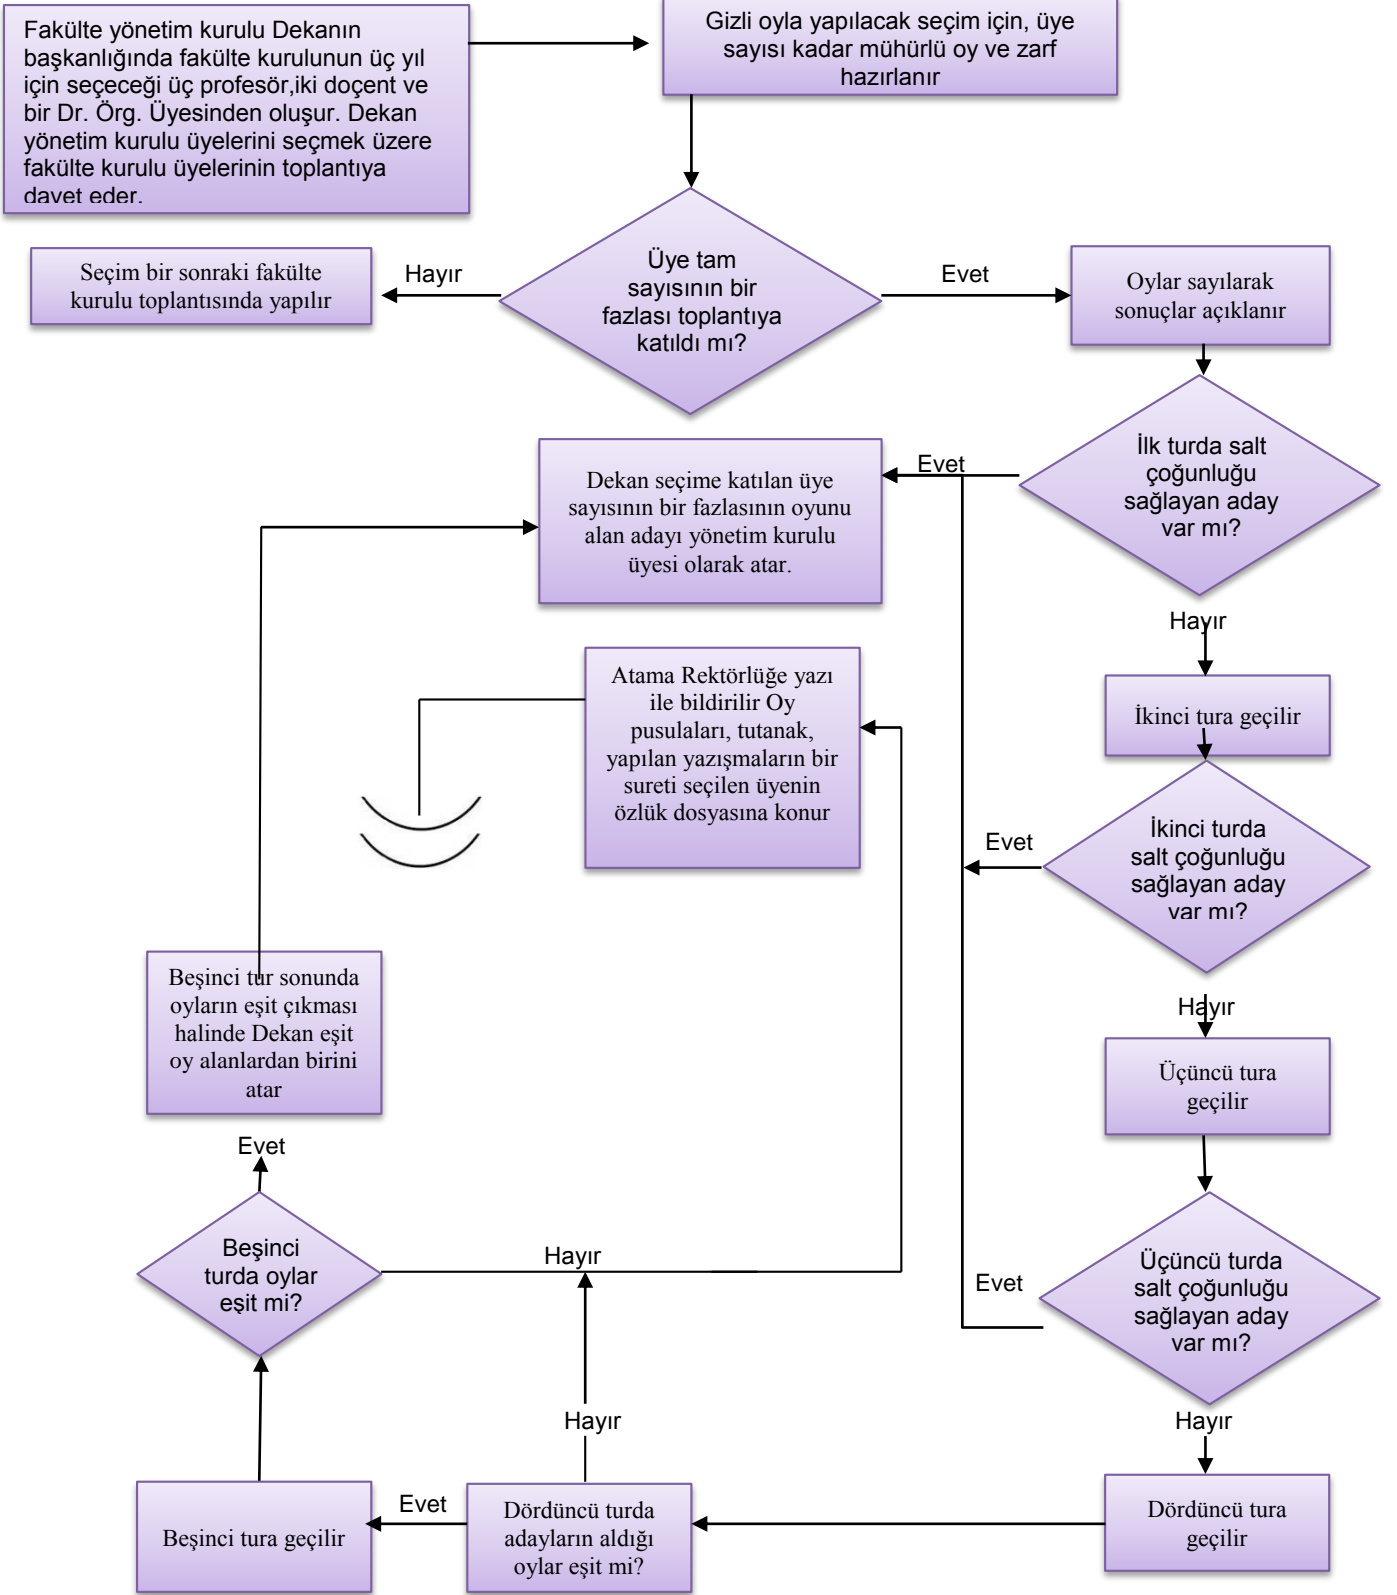 Fakülte yönetim kurulu Dekanın
başkanlığında fakülte kurulunun üç yıl
için seçeceği üç profesör,iki doçent ve
bir Dr. Örg. Üyesinden oluşur. Dekan
yönetim kurulu üyelerini seçmek üzere
fakülte kurulu üyelerinin toplantıya
davet eder.
Gizli oyla yapılacak seçim için, üye
sayısı kadar mühürlü oy ve zarf
hazırlanır
Seçim bir sonraki fakülte
kurulu toplantısında yapılır
Hayır
Üye tam
sayısının bir
fazlası toplantıya
katıldı mı?
Evet
Oylar sayılarak
sonuçlar açıklanır
İlk turda salt
çoğunluğu
sağlayan aday
var mı?
Evet
Dekan seçime katılan üye
sayısının bir fazlasının oyunu
alan adayı yönetim kurulu
üyesi olarak atar.
Hayır
İkinci tura geçilir
Atama Rektörlüğe yazı
ile bildirilir Oy
pusulaları, tutanak,
yapılan yazışmaların bir
sureti seçilen üyenin
özlük dosyasına konur
Evet
İkinci turda
salt çoğunluğu
sağlayan aday
var mı?
Hayır
Üçüncü tura
geçilir
Beşinci tur sonunda
oyların eşit çıkması
halinde Dekan eşit
oy alanlardan birini
atar
Evet
Beşinci
turda oylar
eşit mi?
Hayır
Evet
Üçüncü turda
salt çoğunluğu
sağlayan aday
var mı?
Hayır
Hayır
Beşinci tura geçilir
Evet
Dördüncü turda
adayların aldığı
oylar eşit mi?
Dördüncü tura
geçilir